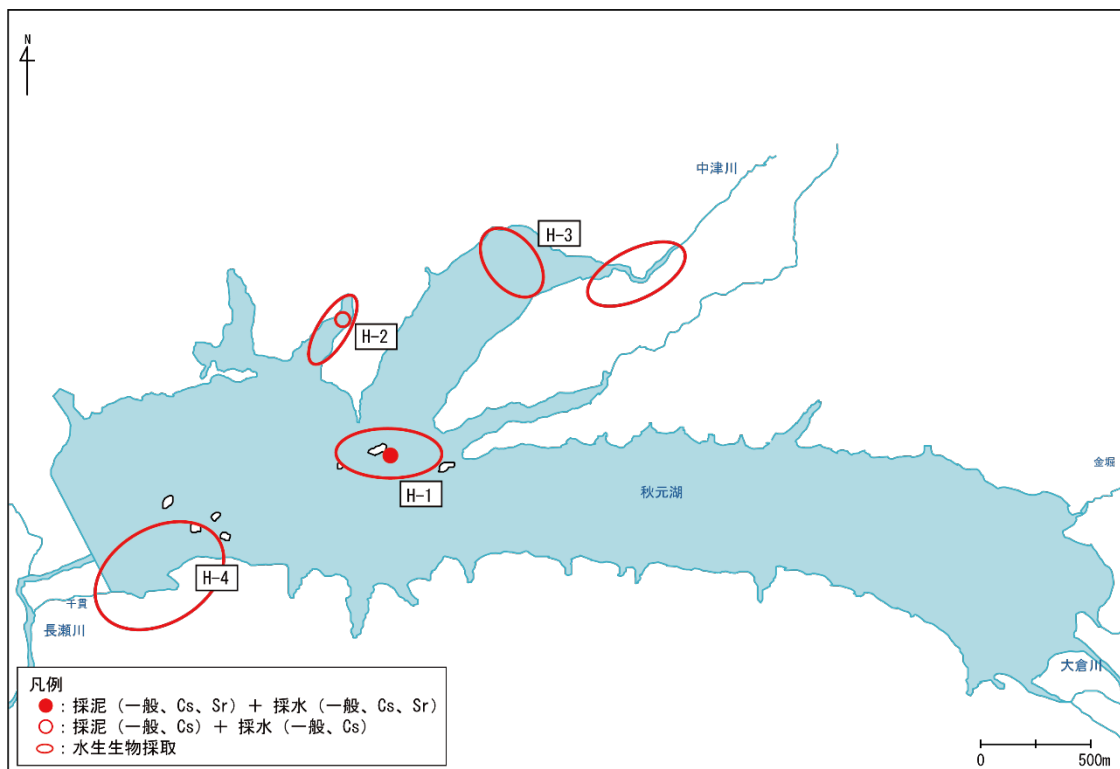 N
中津川
H-3
H-2
金堀
秋元湖
H-1
H-4
千貫
長瀬川
大倉川
凡例
：採泥（一般、Cs、Sr）＋ 採水（一般、Cs、Sr）
：採泥（一般、Cs）＋ 採水（一般、Cs）
：水生生物採取
0 500m